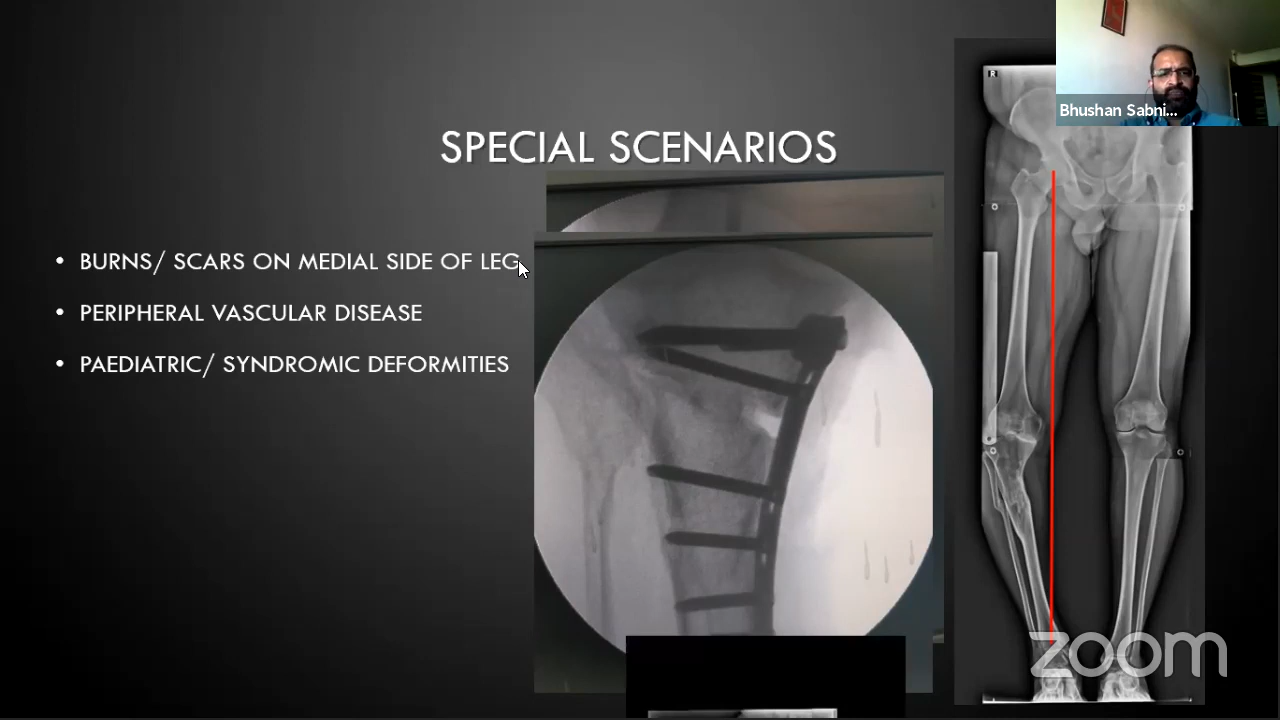 Bhushan Sabni...
SPECIAL SCENARIOS
• BURNS/ SCARS ON MEDIAL SIDE OF LEG
• PERIPHERAL VASCULAR DISEASE
• PAEDIATRIC/ SYNDROMIC DEFORMITIES
R
zoom